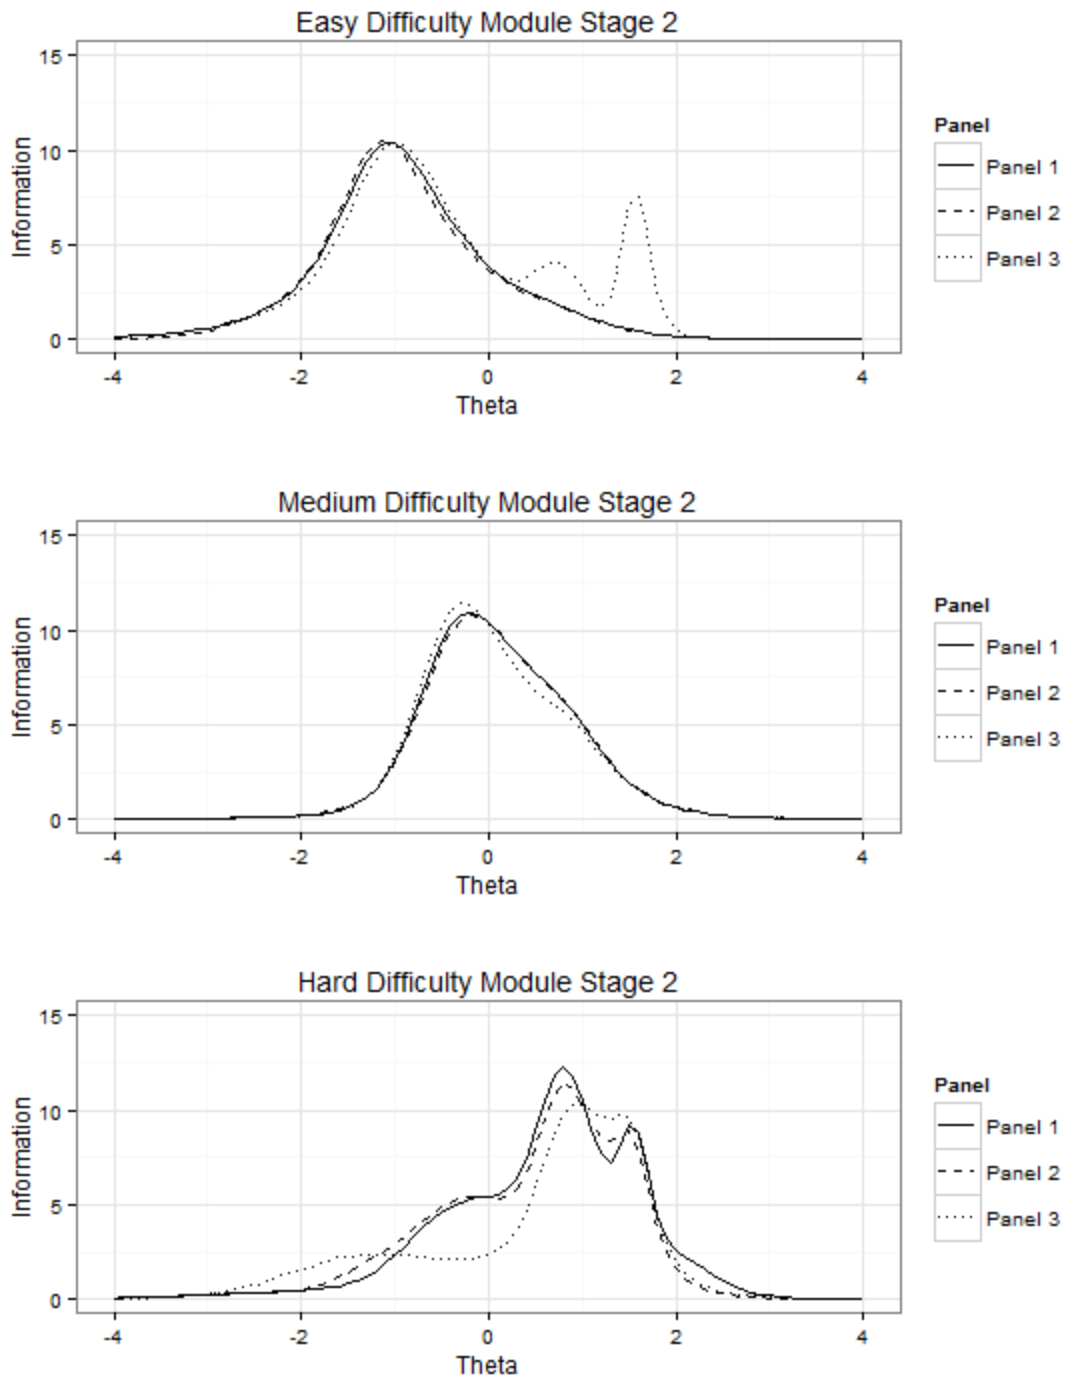 Easy Difficulty Module Stage 2
15
10
5
0
Information
-4 -2 0 2 4
Theta
Panel
Panel 1
Panel 2
Panel 3
Medium Difficulty Module Stage 2
15
10
5
0
Information
-4 -2 0 2 4
Theta
Panel
Panel 1
Panel 2
Panel 3
Hard Difficulty Module Stage 2
15
10
5
0
Information
-4 -2 0 2 4
Theta
Panel
Panel 1
Panel 2
Panel 3